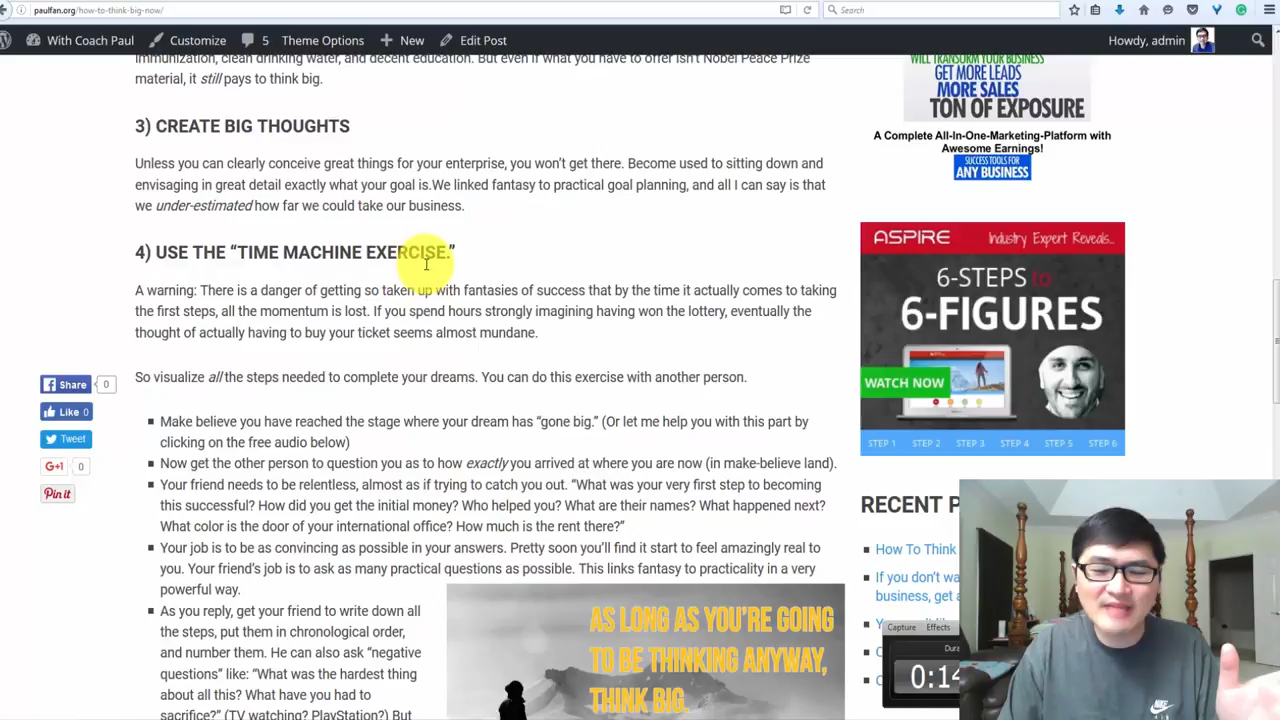 paulfan.org/how-to-think-big-now/
Search
With Coach Paul
Customize
5
Theme Options
New
Edit Post
Howdy, admin
immunization, clean drinking water, and decent education. But even if what you have to offer isn't Nobel Peace Prize
material, it still pays to think big.
3) CREATE BIG THOUGHTS
Unless you can clearly conceive great things for your enterprise, you won't get there. Become used to sitting down and
envisaging in great detail exactly what your goal is.We linked fantasy to practical goal planning, and all I can say is that
we under-estimated how far we could take our business.
4) USE THE “TIME MACHINE EXERCISE.”
A warning: There is a danger of getting so taken up with fantasies of success that by the time it actually comes to taking
the first steps, all the momentum is lost. If you spend hours strongly imagining having won the lottery, eventually the
thought of actually having to buy your ticket seems almost mundane.
So visualize all the steps needed to complete your dreams. You can do this exercise with another person.
Make believe you have reached the stage where your dream has “gone big.” (Or let me help you with this part by
clicking on the free audio below)
Now get the other person to question you as to how exactly you arrived at where you are now (in make-believe land).
Your friend needs to be relentless, almost as if trying to catch you out. “What was your very first step to becoming
this successful? How did you get the initial money? Who helped you? What are their names? What happened next?
What color is the door of your international office? How much is the rent there?”
Your job is to be as convincing as possible in your answers. Pretty soon you'll find it start to feel amazingly real to
you. Your friend's job is to ask as many practical questions as possible. This links fantasy to practicality in a very
powerful way.
As you reply, get your friend to write down all
the steps, put them in chronological order,
and number them. He can also ask “negative
questions” like: “What was the hardest thing
about all this? What have you had to
sacrifice?” (TV watching? PlayStation?) But
AS LONG AS YOU'RE GOING
TO BE THINKING ANYWAY,
THINK BIG.
Share 0
Like 0
Tweet
G+1 0
Pin it
WILL TRANSFORM YOUR BUSINESS
GET MORE LEADS
MORE SALES
TON OF EXPOSURE
A Complete All-In-One-Marketing-Platform with
Awesome Earnings!
SUCCESS TOOLS FOR
ANY BUSINESS
ASPIRE
Industry Expert Reveals...
6-STEPS to
6-FIGURES
WATCH NOW
STEP 1 STEP 2 STEP 3 STEP 4 STEP 5 STEP 6
RECENT P
How To Think
If you don't wa
business, get a
Capture Effects
Dura
0:14